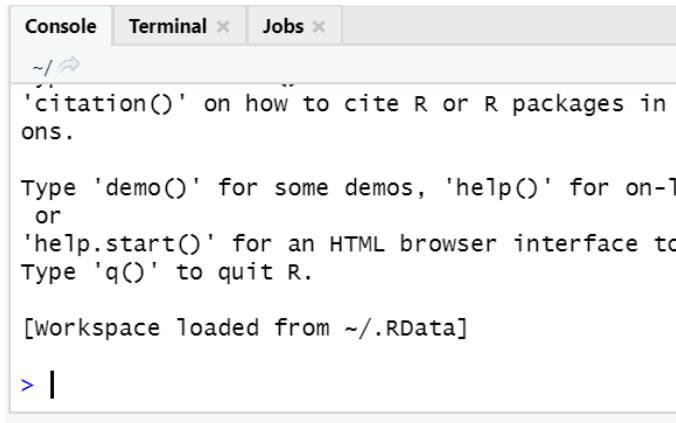 Console Terminal × Jobs ×
~/
'citation()' on how to cite R or R packages in
ons.
Type 'demo()' for some demos, 'help()' for on-l
or
'help.start()' for an HTML browser interface to
Type 'q()' to quit R.
[Workspace loaded from ~/.RData]
>